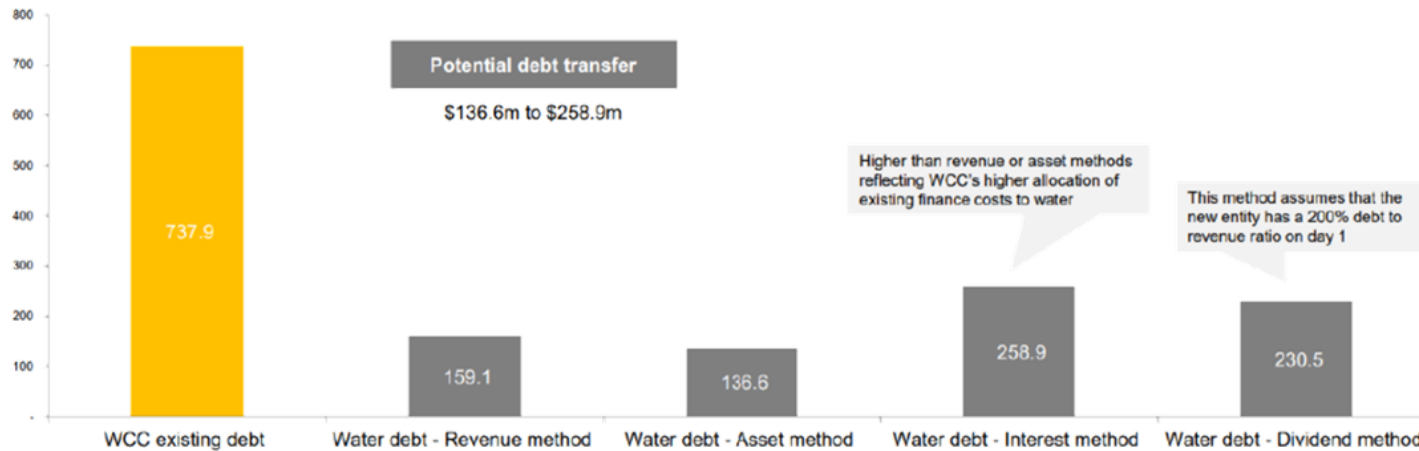 800
700
600
500
400
300
200
100
-
Potential debt transfer
$136.6m to $258.9m
Higher than revenue or asset methods
reflecting WCC's higher allocation of
existing finance costs to water
This method assumes that the
new entity has a 200% debt to
revenue ratio on day 1
737.9
159.1
136.6
258.9
230.5
WCC existing debt
Water debt - Revenue method
Water debt - Asset method
Water debt - Interest method
Water debt - Dividend method